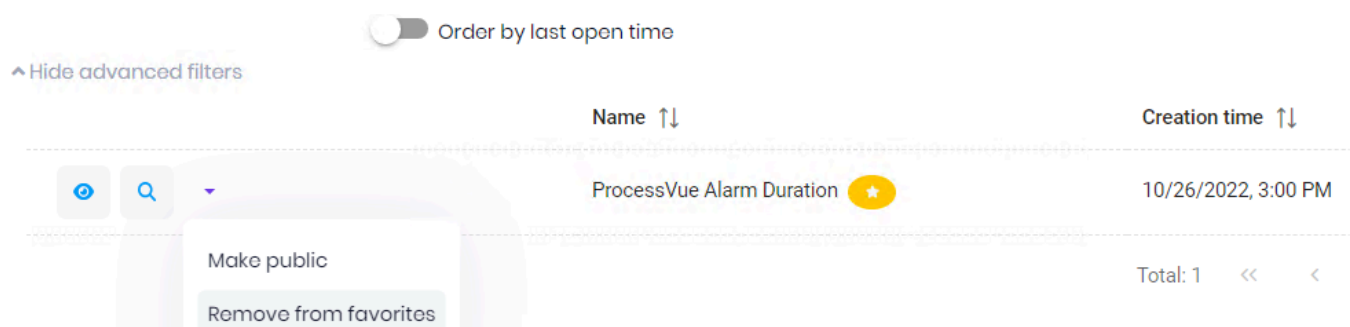 Order by last open time
Hide advanced filters
Name Creation time
ProcessVue Alarm Duration 10/26/2022, 3:00 PM
Make public
Total: 1
Remove from favorites